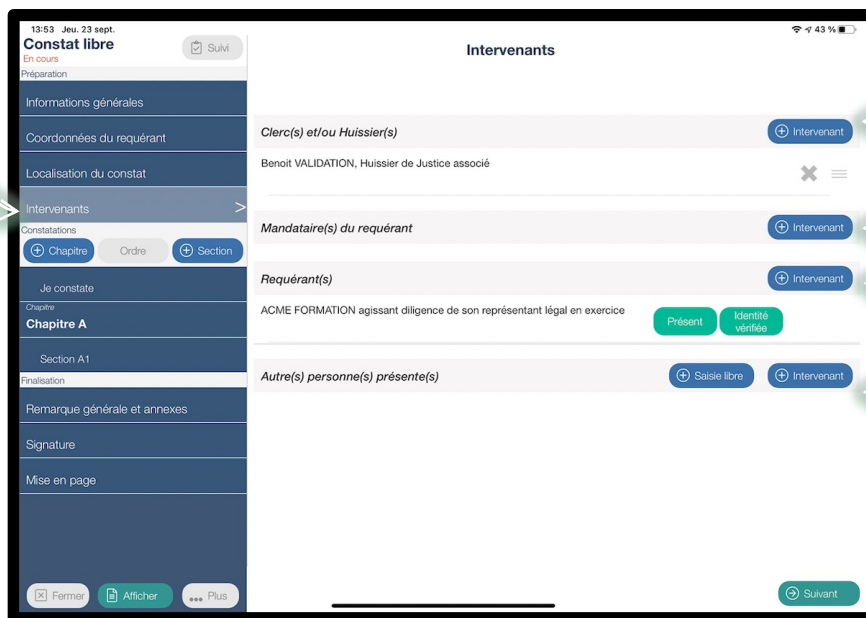 13:53 Jeu. 23 sept.
43 %
Constat libre
En cours
Suivi
Préparation
Informations générales
Coordonnées du requérant
Localisation du constat
Intervenants
>
Constatations
Chapitre
Ordre
Section
Je constate
Chapitre
Chapitre A
Section A1
Finalisation
Remarque générale et annexes
Signature
Mise en page
Fermer
Afficher
Plus
Intervenants
Clerc(s) et/ou Huissier(s)
Intervenant
Benoit VALIDATION, Huissier de Justice associé
Mandataire(s) du requérant
Intervenant
Requérant(s)
Intervenant
ACME FORMATION agissant diligence de son représentant légal en exercice
Présent
Identité
vérifiée
Autre(s) personne(s) présente(s)
Saisie libre
Intervenant
Suivant